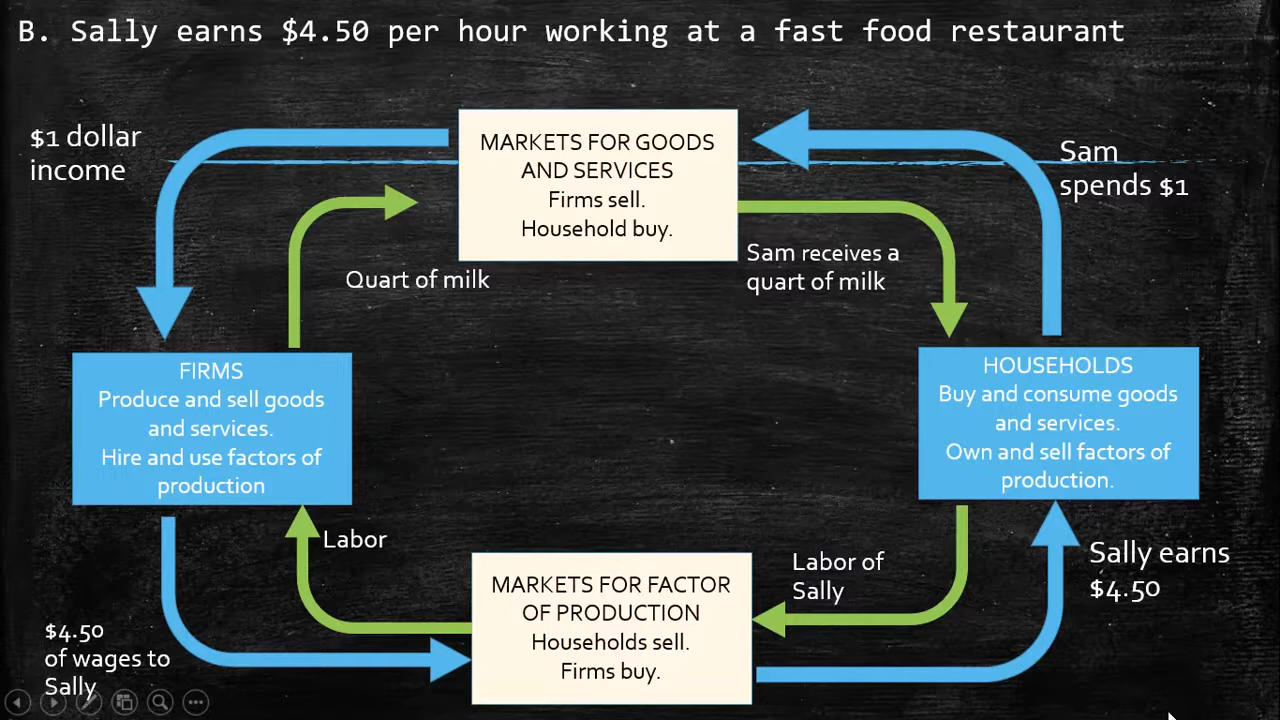 B. Sally earns $4.50 per hour working at a fast food restaurant
$1 dollar
income
MARKETS FOR GOODS
AND SERVICES
Firms sell.
Household buy.
Sam
spends $1
Quart of milk
Sam receives a
quart of milk
FIRMS
Produce and sell goods
and services.
Hire and use factors of
production
HOUSEHOLDS
Buy and consume goods
and services.
Own and sell factors of
production.
Labor
MARKETS FOR FACTOR
OF PRODUCTION
Households sell.
Firms buy.
Labor of
Sally
Sally earns
$4.50
$4.50
of wages to
Sally